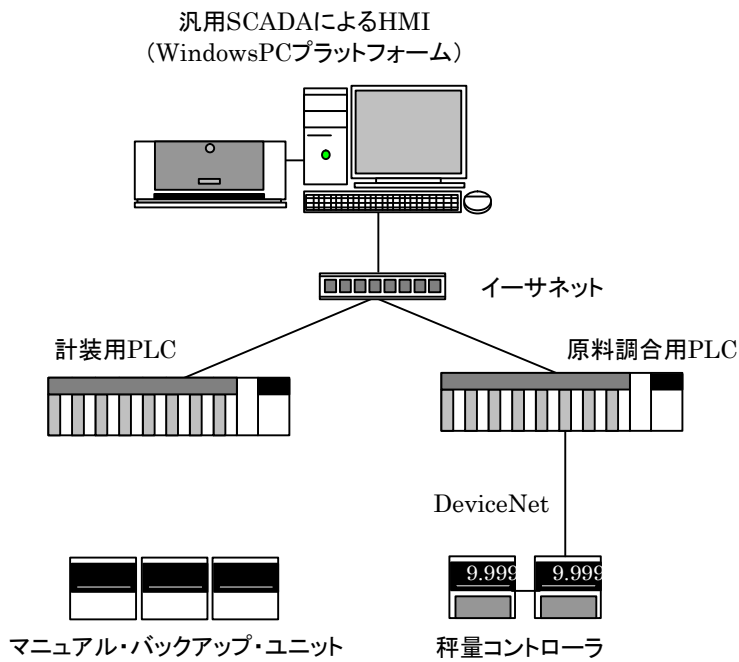 汎用SCADAによるHMI
(WindowsPCプラットフォーム)
イーサネット
計装用PLC
原料調合用PLC
DeviceNet
9.999
9.999
マニュアル・バックアップ・ユニット
秤量コントローラ